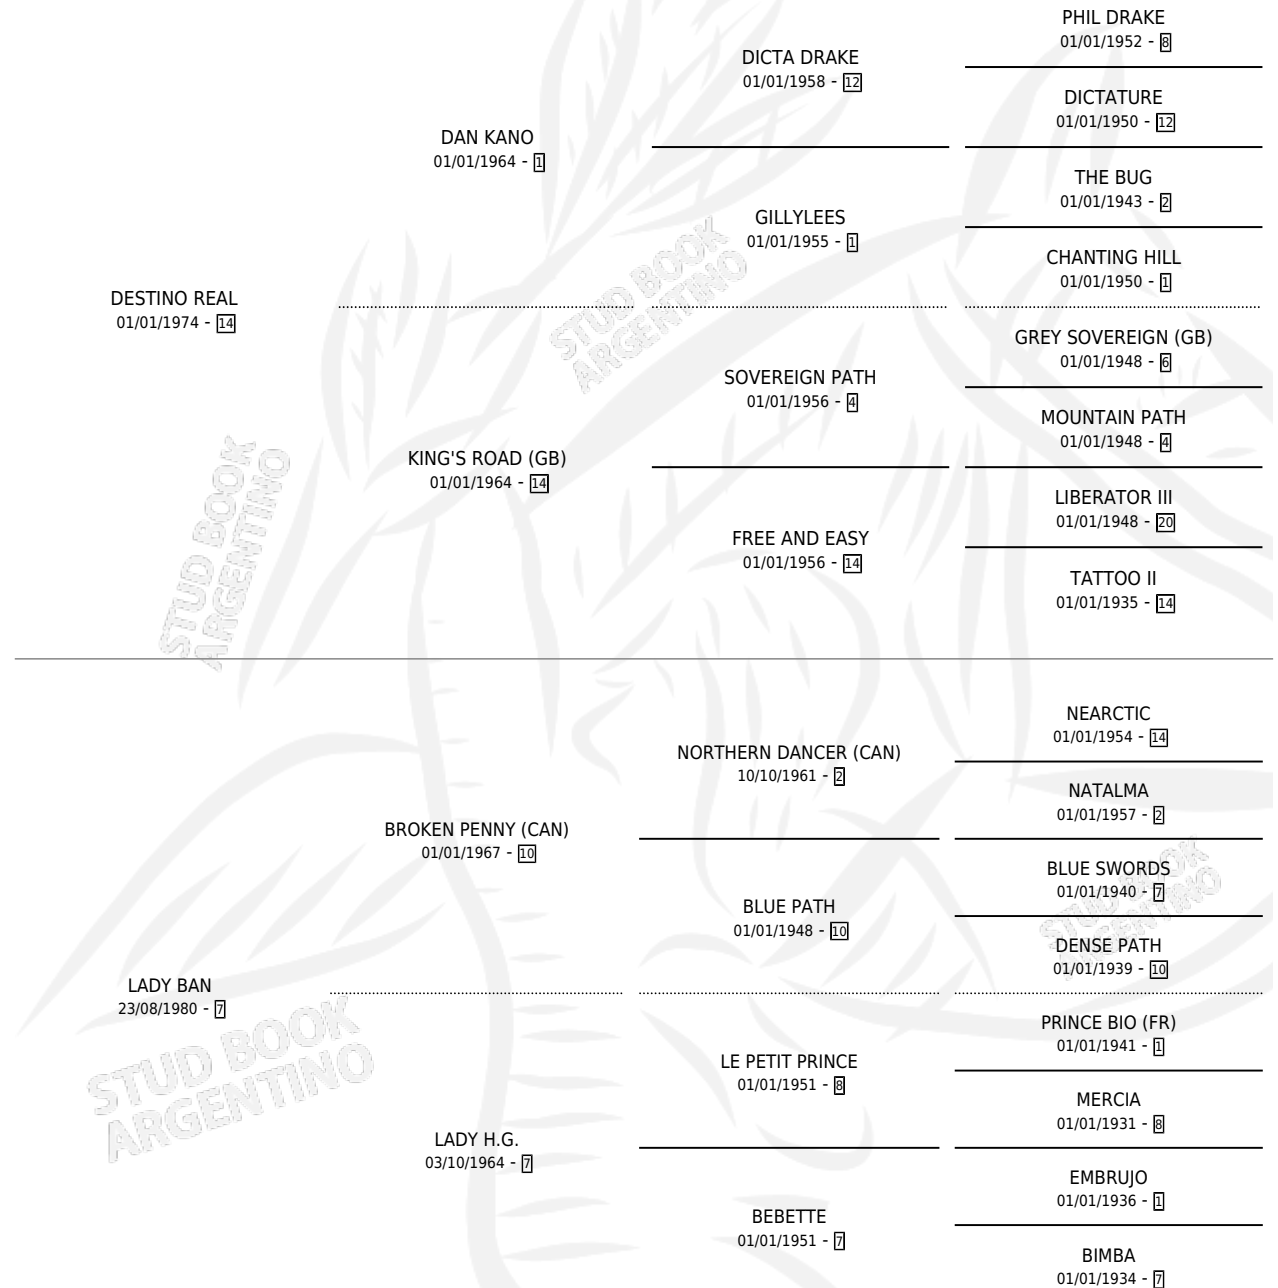 PHIL DRAKE
01/01/1952 - 8
DICTA DRAKE
01/01/1958 - 12
DICTATURE
01/01/1950 - 12
DAN KANO
01/01/1964 - 1
THE BUG
01/01/1943 - 2
GILLYLEES
01/01/1955 - 1
CHANTING HILL
01/01/1950 - 1
DESTINO REAL
01/01/1974 - 14
GREY SOVEREIGN (GB)
01/01/1948 - 6
SOVEREIGN PATH
01/01/1956 - 4
MOUNTAIN PATH
01/01/1948 - 4
KING'S ROAD (GB)
01/01/1964 - 14
LIBERATOR III
01/01/1948 - 20
FREE AND EASY
01/01/1956 - 14
TATTOO II
01/01/1935 - 14
NEARCTIC
01/01/1954 - 14
NORTHERN DANCER (CAN)
10/10/1961 - 2
NATALMA
01/01/1957 - 2
BROKEN PENNY (CAN)
01/01/1967 - 10
BLUE SWORDS
01/01/1940 - 7
BLUE PATH
01/01/1948 - 10
DENSE PATH
01/01/1939 - 10
LADY BAN
23/08/1980 - 7
PRINCE BIO (FR)
01/01/1941 - 1
LE PETIT PRINCE
01/01/1951 - 8
MERCIA
01/01/1931 - 8
LADY H.G.
03/10/1964 - 7
EMBRUJO
01/01/1936 - 1
BEBETTE
01/01/1951 - 7
BIMBA
01/01/1934 - 7
STUD BOOK
ARGENTINO
STUD BOOK
ARGENTINO
STUD BOOK
ARGENTINO
STUD BOOK
ARGENTINO